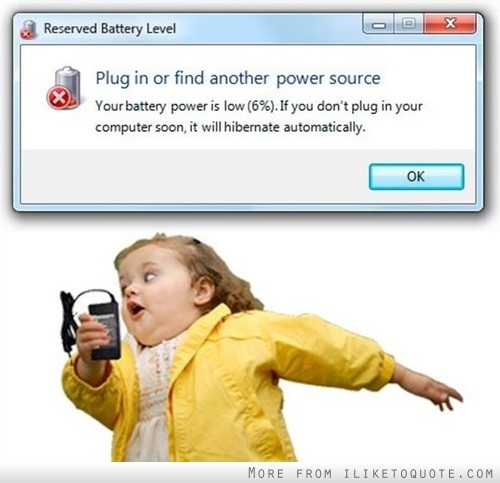 Reserved Battery Level
Plug in or find another power source
Your battery power is low (6%). If you don't plug in your
computer soon, it will hibernate automatically.
OK
More from iliketoquote.com